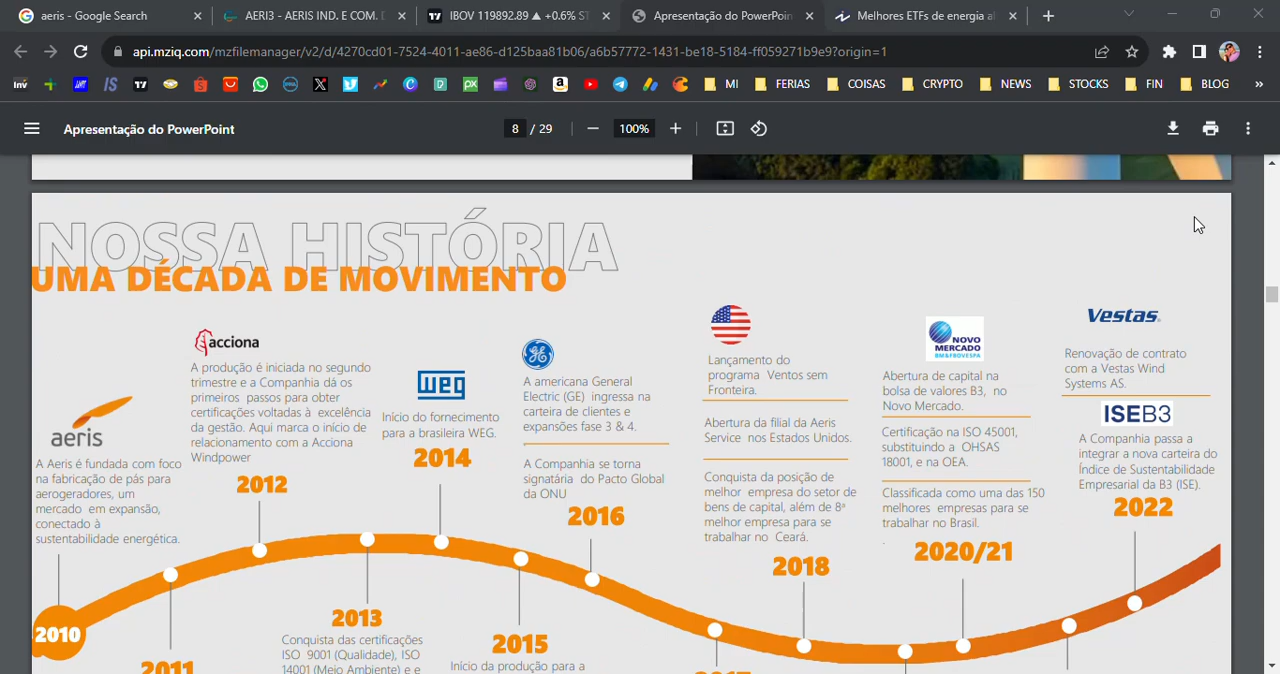 aeris - Google Search
AERI3 - AERIS IND. E COM. D
IBOV 119892.89 ▲ +0.6% ST
Apresentação do PowerPoin
Melhores ETFs de energia al
api.mziq.com/mzfilemanager/v2/d/4270cd01-7524-4011-ae86-d125baa81b06/a6b57772-1431-be18-5184-ff059271b9e9?origin=1
Inv
MI
FERIAS
COISAS
CRYPTO
NEWS
STOCKS
FIN
BLOG
»
Apresentação do PowerPoint
8 / 29
100%
NOSSA HISTÓRIA
UMA DÉCADA DE MOVIMENTO
aeris
A Aeris é fundada com foco
na fabricação de pás para
aerogeradores, um
mercado em expansão,
conectado à
sustentabilidade energética.
2010
2011
acciona
A produção é iniciada no segundo
trimestre e a Companhia dá os
primeiros passos para obter
certificações voltadas à excelência
da gestão. Aqui marca o início de
relacionamento com a Acciona
Windpower
2012
2013
Conquista das certificações
ISO 9001 (Qualidade), ISO
14001 (Meio Ambiente) e e
weg
Início do fornecimento
para a brasileira WEG.
2014
2015
Início da produção para a
GE
A americana General
Electric (GE) ingressa na
carteira de clientes e
expansões fase 3 & 4.
A Companhia se torna
signatária do Pacto Global
da ONU
2016
2017
Lançamento do
programa Ventos sem
Fronteira.
Abertura da filial da Aeris
Service nos Estados Unidos.
Conquista da posição de
melhor empresa do setor de
bens de capital, além de 8ª
melhor empresa para se
trabalhar no Ceará.
2018
NOVO
MERCADO
BM&FBOVESPA
Abertura de capital na
bolsa de valores B3, no
Novo Mercado.
Certificação na ISO 45001,
substituindo a OHSAS
18001, e na OEA.
Classificada como uma das 150
melhores empresas para se
trabalhar no Brasil.
2020/21
Vestas
Renovação de contrato
com a Vestas Wind
Systems AS.
ISEB3
A Companhia passa a
integrar a nova carteira do
Índice de Sustentabilidade
Empresarial da B3 (ISE).
2022